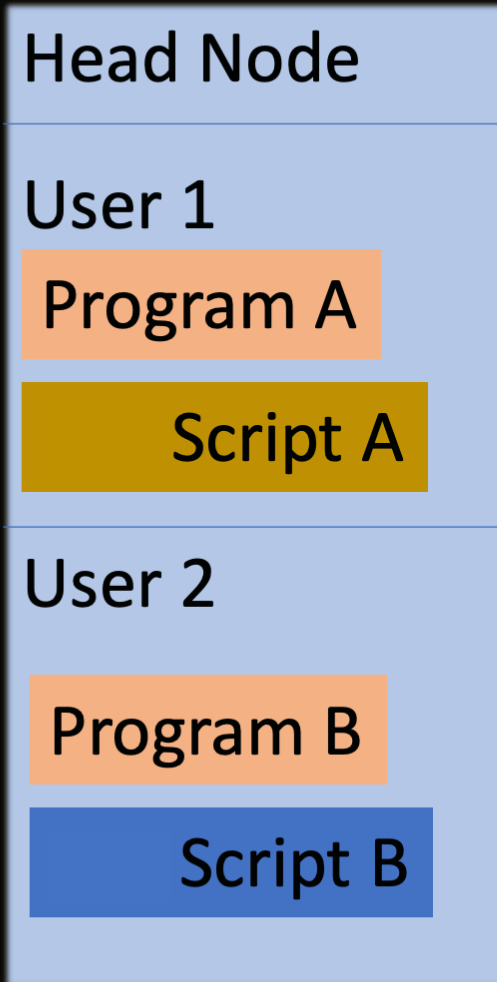 Head Node
User 1
Program A
Script A
User 2
Program B
Script B